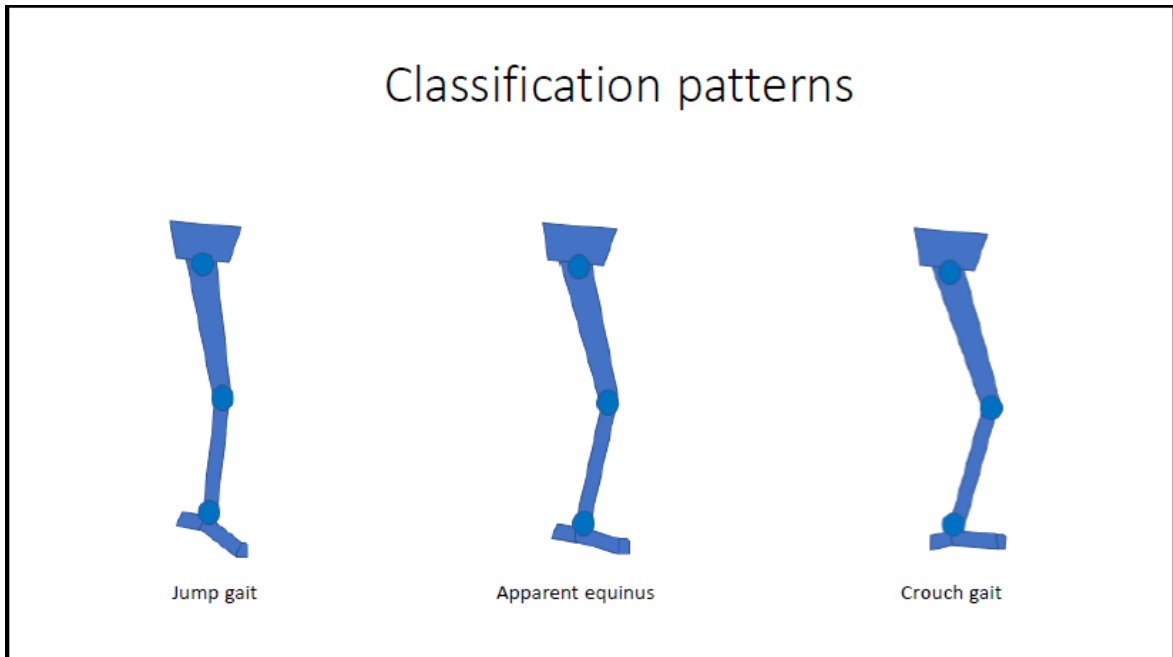 Classification patterns
Jump gait
Apparent equinus
Crouch gait